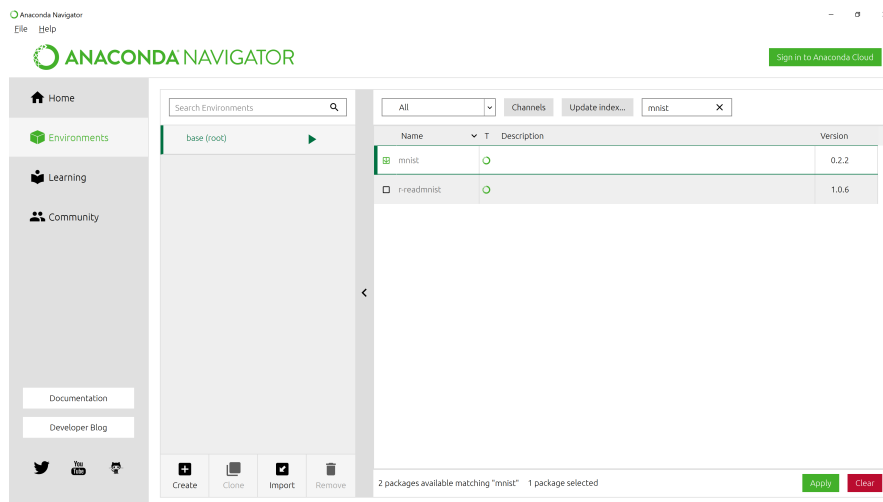 Anaconda Navigator
File Help
ANACONDA NAVIGATOR
Sign in to Anaconda Cloud
Home
Environments
Learning
Community
Documentation
Developer Blog
You
Tube
Search Environments
base (root)
Create Clone Import Remove
All Channels Update index... mnist
Name T Description Version
mnist 0.2.2
r-readmnist 1.0.6
2 packages available matching "mnist" 1 package selected
Apply Clear